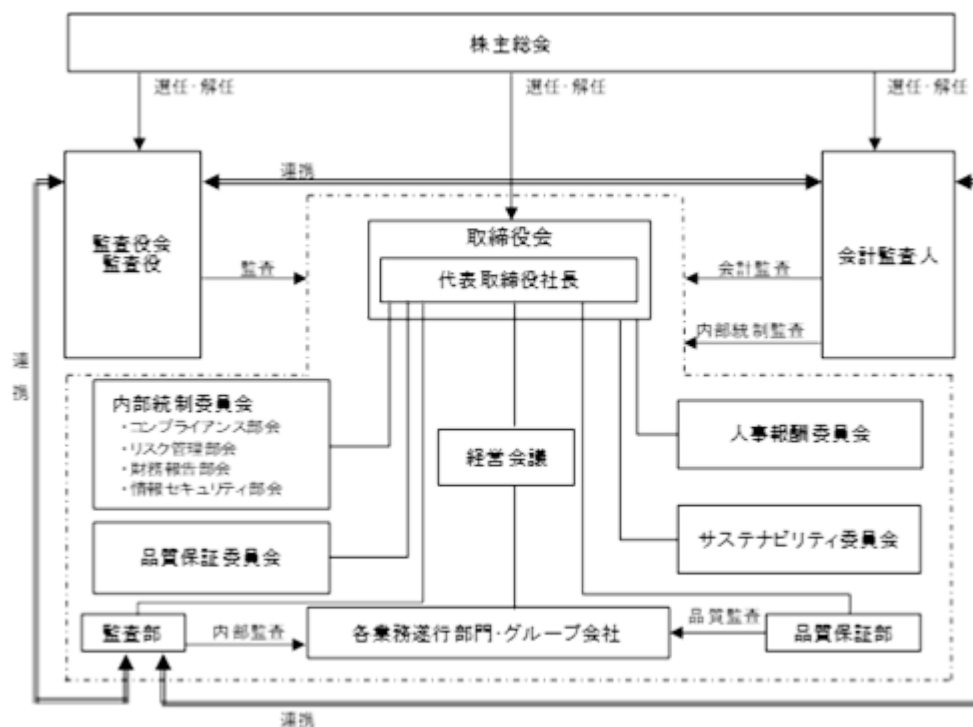 株主総会
選任・解任
選任・解任
選任・解任
連携
監査役会
監査役
取締役会
代表取締役社長
会計監査人
監査
会計監査
内部統制監査
連
携
内部統制委員会
・コンプライアンス部会
・リスク管理部会
・財務報告部会
・情報セキュリティ部会
経営会議
人事報酬委員会
品質保証委員会
サステナビリティ委員会
監査部
内部監査
各業務遂行部門・グループ会社
品質監査
品質保証部
連携